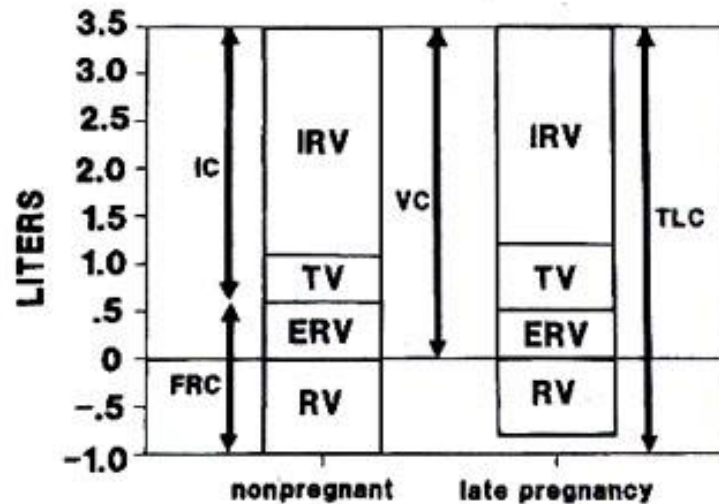 3.5
3.0
2.5
2.0
1.5
1.0
.5
0
-.5
-1.0
LITERS
IC
FRC
IRV
TV
ERV
RV
VC
IRV
TV
ERV
RV
TLC
nonpregnant
late pregnancy